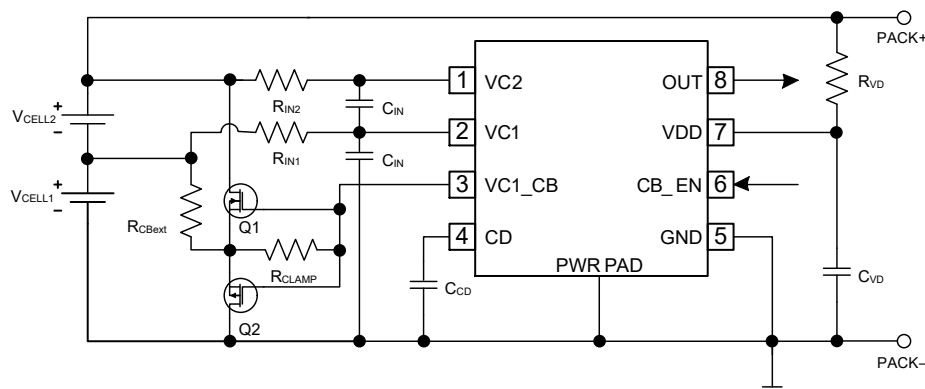 PACK+
VCELL2
+
-
RIN2
CIN
1
VC2
OUT
8
RVD
RIN1
CIN
2
VC1
VDD
7
VCELL1
+
-
RCBext
Q1
3
VC1_CB
CB_EN
6
RCLAMP
4
CD
GND
5
Q2
CCD
PWR PAD
CVD
PACK–